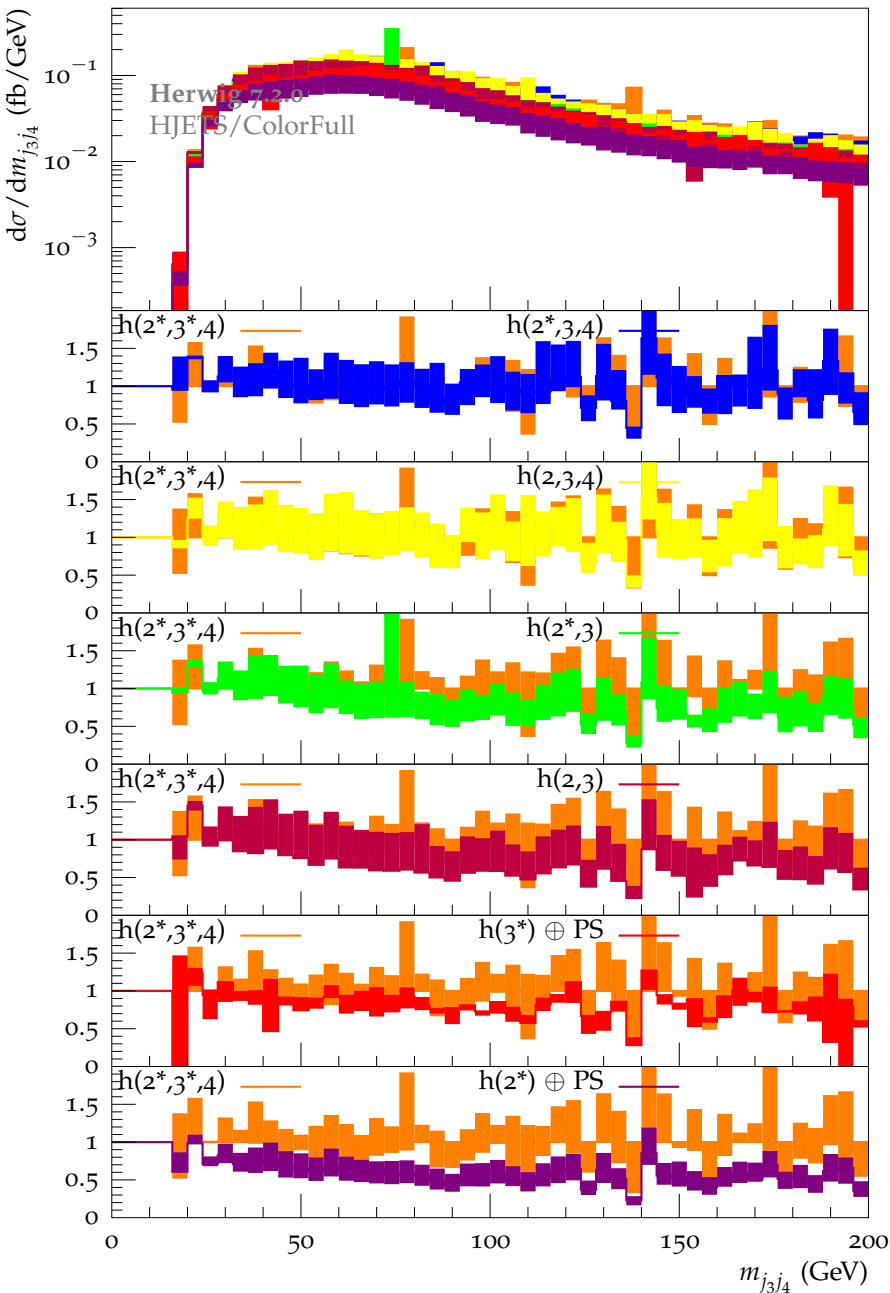 dσ/dm_{j3j4} (fb/GeV)
10^{−1}
Herwig 7.2.0
HJETS/ColorFull
10^{−2}
10^{−3}
h(2*,3*,4) h(2*,3,4)
1.5
1
0.5
0
h(2*,3*,4) h(2,3,4)
1.5
1
0.5
0
h(2*,3*,4) h(2*,3)
1.5
1
0.5
0
h(2*,3*,4) h(2,3)
1.5
1
0.5
0
h(2*,3*,4) h(3*) ⊕ PS
1.5
1
0.5
0
h(2*,3*,4) h(2*) ⊕ PS
1.5
1
0.5
0
0 50 100 150 200
m_{j3j4} (GeV)